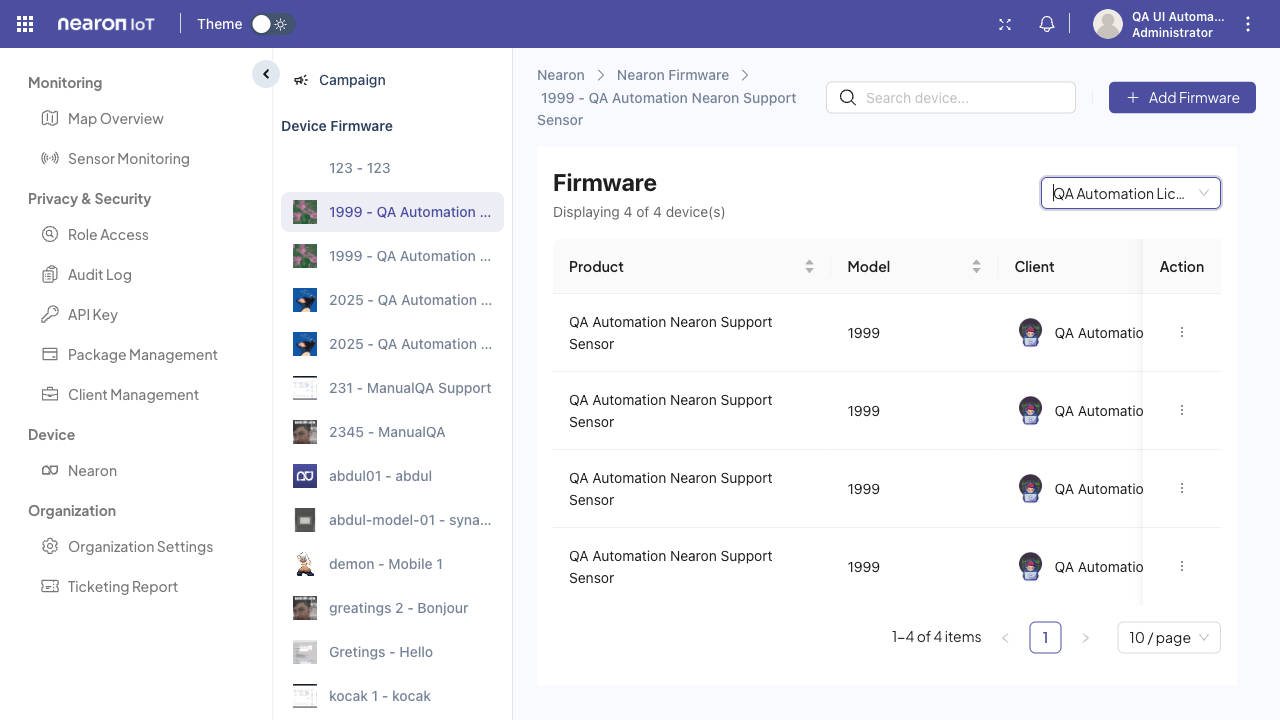 nearon IoT
Theme
QA UI Automa...
Administrator
Monitoring
Map Overview
Sensor Monitoring
Privacy & Security
Role Access
Audit Log
API Key
Package Management
Client Management
Device
Nearon
Organization
Organization Settings
Ticketing Report
Campaign
Device Firmware
123 - 123
1999 - QA Automation ...
1999 - QA Automation ...
2025 - QA Automation ...
2025 - QA Automation ...
231 - ManualQA Support
2345 - ManualQA
abdul01 - abdul
abdul-model-01 - syna...
demon - Mobile 1
greatings 2 - Bonjour
Gretings - Hello
kocak 1 - kocak
Nearon > Nearon Firmware >
1999 - QA Automation Nearon Support
Sensor
Search device...
+ Add Firmware
Firmware
Displaying 4 of 4 device(s)
QA Automation Lic...
Product Model Client Action
QA Automation Nearon Support
Sensor
1999
QA Automatio
QA Automation Nearon Support
Sensor
1999
QA Automatio
QA Automation Nearon Support
Sensor
1999
QA Automatio
QA Automation Nearon Support
Sensor
1999
QA Automatio
1–4 of 4 items
1
10 / page